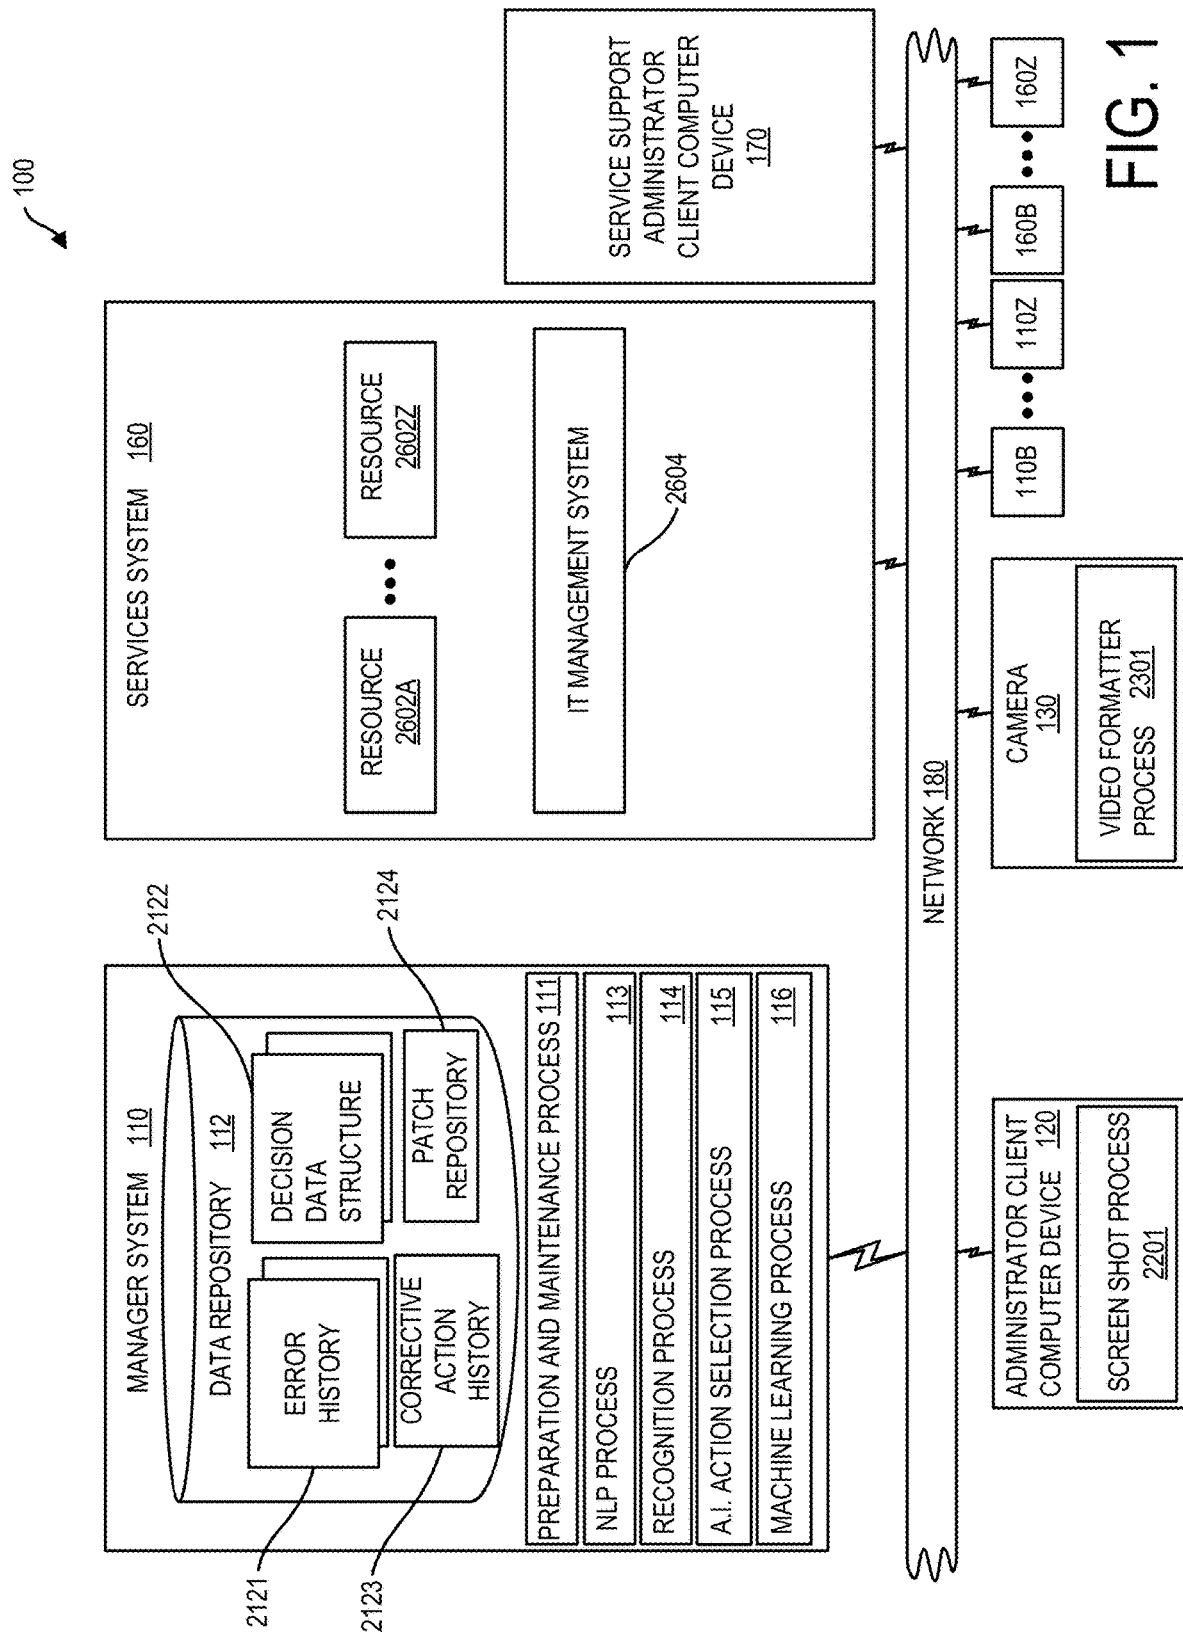 100
MANAGER SYSTEM 110
DATA REPOSITORY 112
2121
ERROR
HISTORY
2122
DECISION
DATA
STRUCTURE
2123
CORRECTIVE
ACTION
HISTORY
2124
PATCH
REPOSITORY
PREPARATION AND MAINTENANCE PROCESS 111
NLP PROCESS 113
RECOGNITION PROCESS 114
A.I. ACTION SELECTION PROCESS 115
MACHINE LEARNING PROCESS 116
SERVICES SYSTEM 160
RESOURCE
2602A
RESOURCE
2602Z
IT MANAGEMENT SYSTEM
2604
SERVICE SUPPORT
ADMINISTRATOR
CLIENT COMPUTER
DEVICE
170
NETWORK 180
ADMINISTRATOR CLIENT
COMPUTER DEVICE 120
SCREEN SHOT PROCESS
2201
CAMERA
130
VIDEO FORMATTER
PROCESS 2301
110B
110Z
160B
160Z
FIG. 1